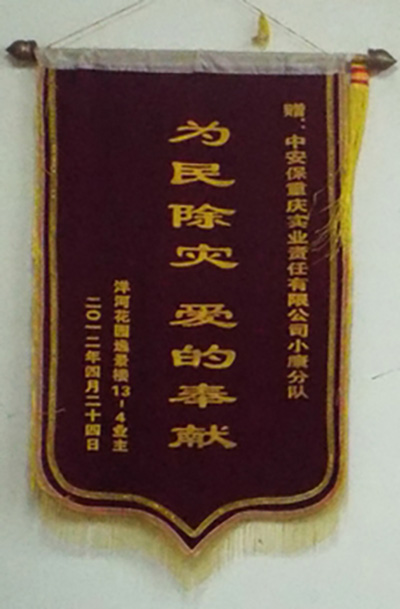 赠：中安保重庆实业责任有限公司小康分队
为民除灾 爱的奉献
洋河花园逸景楼13-4业主
二〇一二年四月二十四日